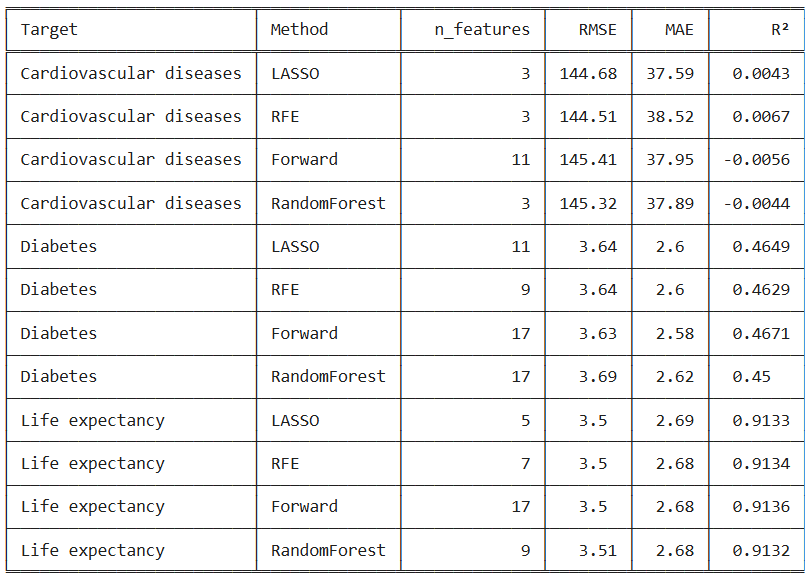 Target Method n_features RMSE MAE R²
Cardiovascular diseases LASSO 3 144.68 37.59 0.0043
Cardiovascular diseases RFE 3 144.51 38.52 0.0067
Cardiovascular diseases Forward 11 145.41 37.95 -0.0056
Cardiovascular diseases RandomForest 3 145.32 37.89 -0.0044
Diabetes LASSO 11 3.64 2.6 0.4649
Diabetes RFE 9 3.64 2.6 0.4629
Diabetes Forward 17 3.63 2.58 0.4671
Diabetes RandomForest 17 3.69 2.62 0.45
Life expectancy LASSO 5 3.5 2.69 0.9133
Life expectancy RFE 7 3.5 2.68 0.9134
Life expectancy Forward 17 3.5 2.68 0.9136
Life expectancy RandomForest 9 3.51 2.68 0.9132